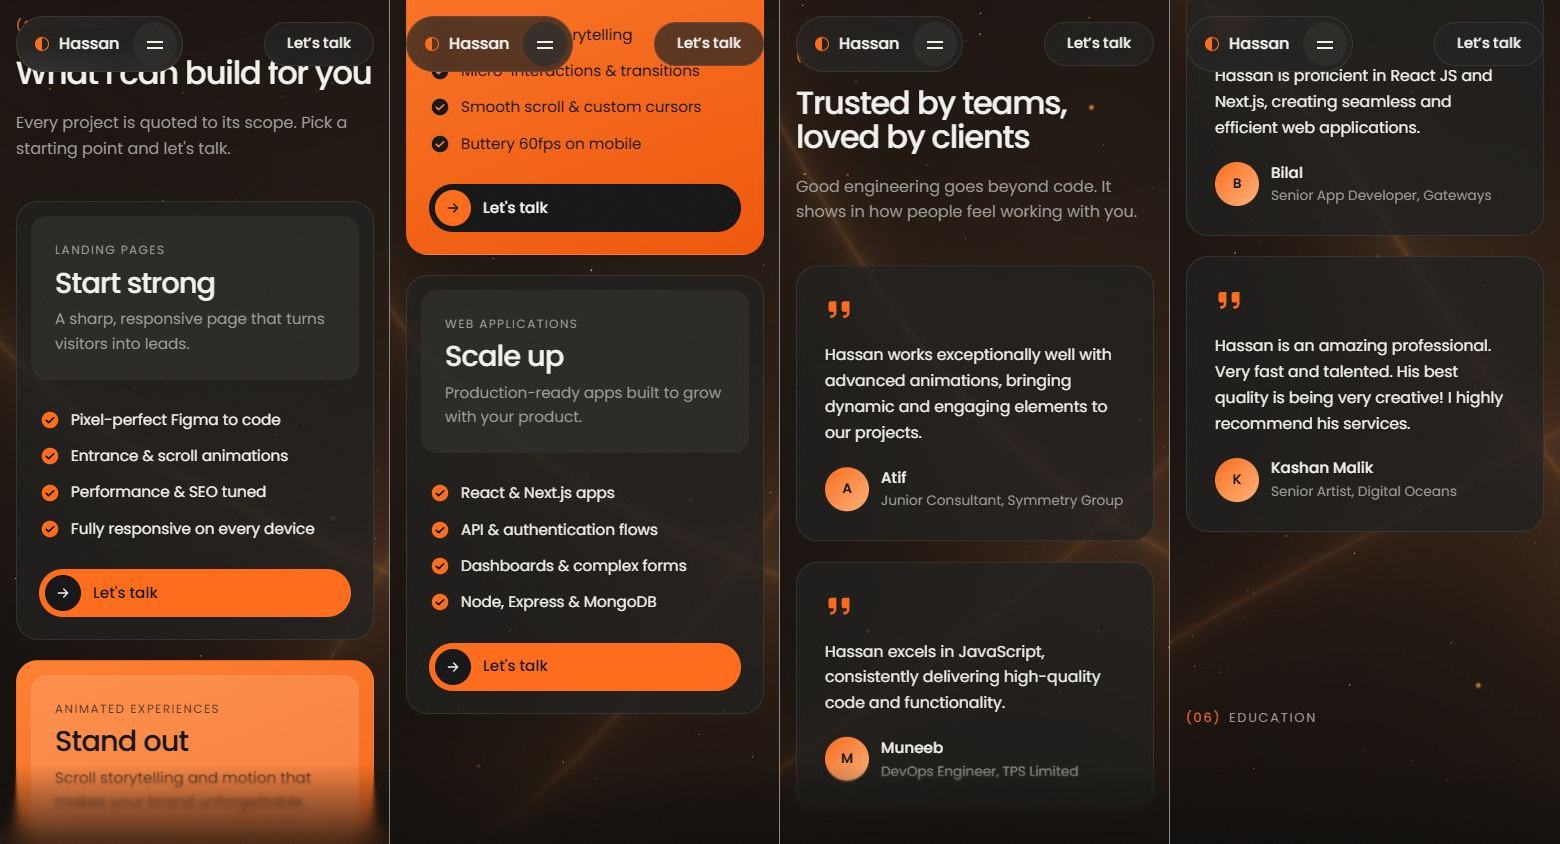 Hassan
Let's talk
What I can build for you
Every project is quoted to its scope. Pick a
starting point and let's talk.
LANDING PAGES
Start strong
A sharp, responsive page that turns
visitors into leads.
Pixel-perfect Figma to code
Entrance & scroll animations
Performance & SEO tuned
Fully responsive on every device
Let's talk
ANIMATED EXPERIENCES
Stand out
Scroll storytelling and motion that
makes your brand unforgettable.
Hassan
rytelling
Let's talk
Micro-interactions & transitions
Smooth scroll & custom cursors
Buttery 60fps on mobile
Let's talk
WEB APPLICATIONS
Scale up
Production-ready apps built to grow
with your product.
React & Next.js apps
API & authentication flows
Dashboards & complex forms
Node, Express & MongoDB
Let's talk
Hassan
Let's talk
Trusted by teams,
loved by clients
Good engineering goes beyond code. It
shows in how people feel working with you.
Hassan works exceptionally well with
advanced animations, bringing
dynamic and engaging elements to
our projects.
A
Atif
Junior Consultant, Symmetry Group
Hassan excels in JavaScript,
consistently delivering high-quality
code and functionality.
M
Muneeb
DevOps Engineer, TPS Limited
Hassan
Let's talk
Hassan is proficient in React JS and
Next.js, creating seamless and
efficient web applications.
B
Bilal
Senior App Developer, Gateways
Hassan is an amazing professional.
Very fast and talented. His best
quality is being very creative! I highly
recommend his services.
K
Kashan Malik
Senior Artist, Digital Oceans
(06) EDUCATION